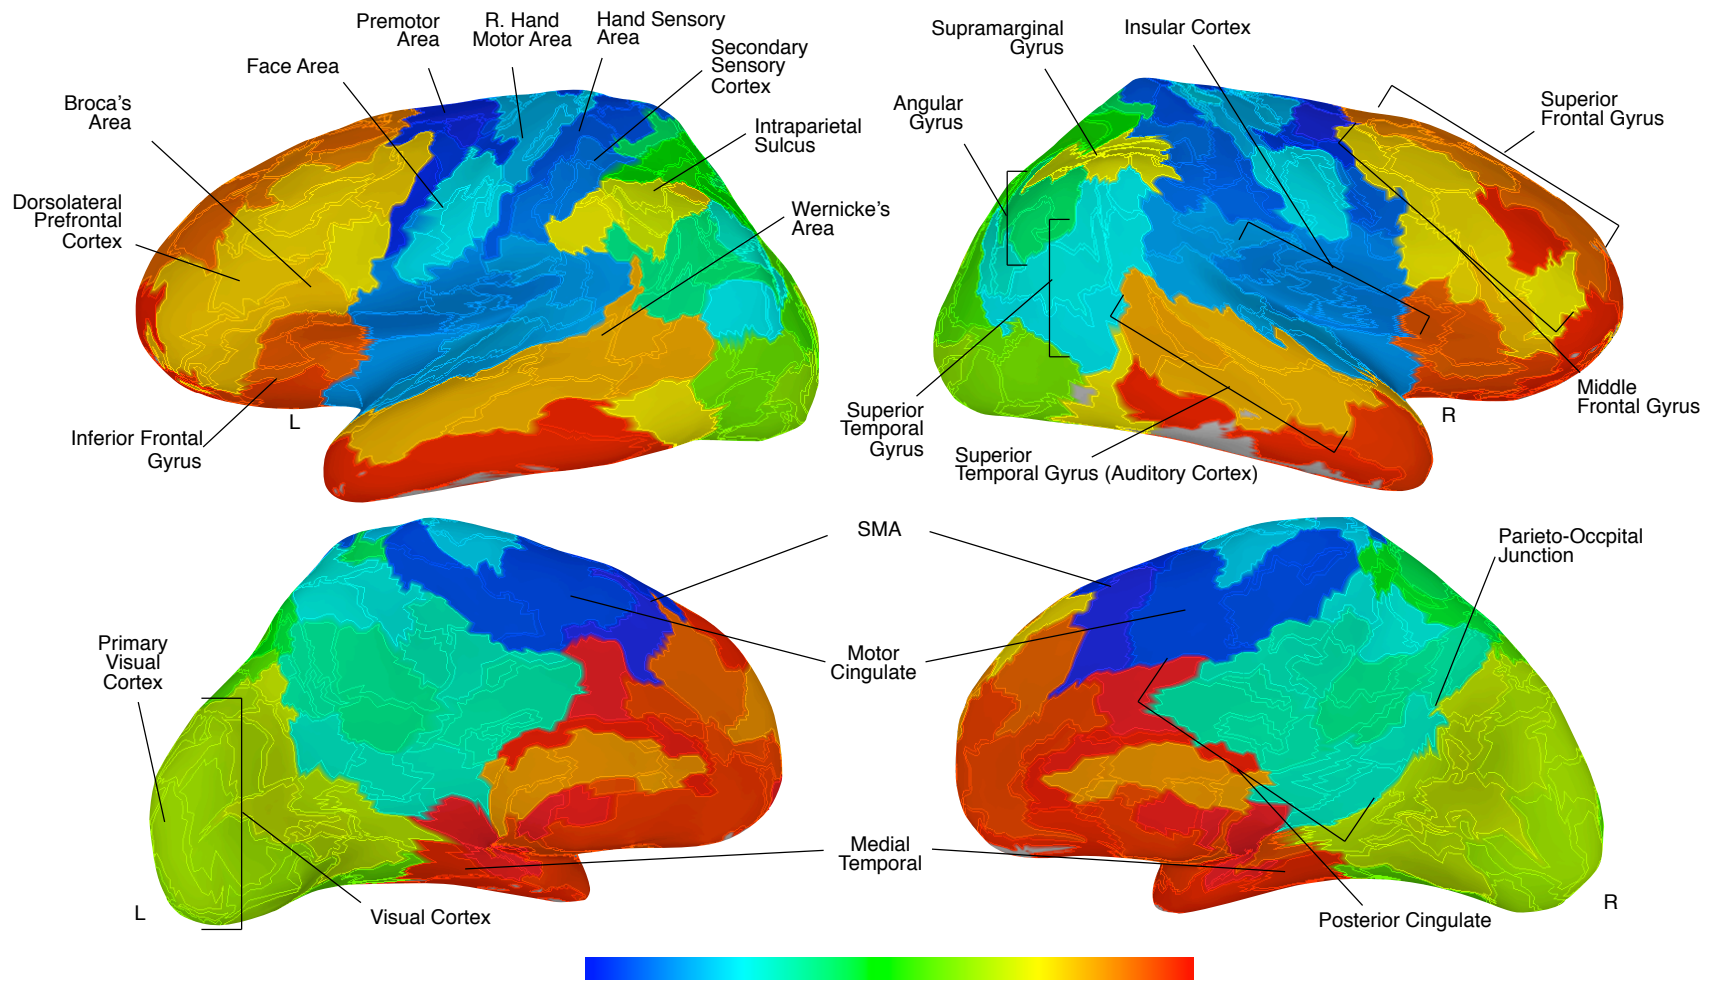 Premotor
Area
R. Hand
Motor Area
Hand Sensory
Area
Face Area
Secondary
Sensory
Cortex
Broca's
Area
Intraparietal
Sulcus
Dorsolateral
Prefrontal
Cortex
Wernicke's
Area
Inferior Frontal
Gyrus
L
Supramarginal
Gyrus
Insular Cortex
Angular
Gyrus
Superior
Frontal Gyrus
Middle
Frontal Gyrus
R
Superior
Temporal
Gyrus
Superior
Temporal Gyrus (Auditory Cortex)
SMA
Parieto-Occpital
Junction
Primary
Visual
Cortex
Motor
Cingulate
Medial
Temporal
L
Visual Cortex
Posterior Cingulate
R